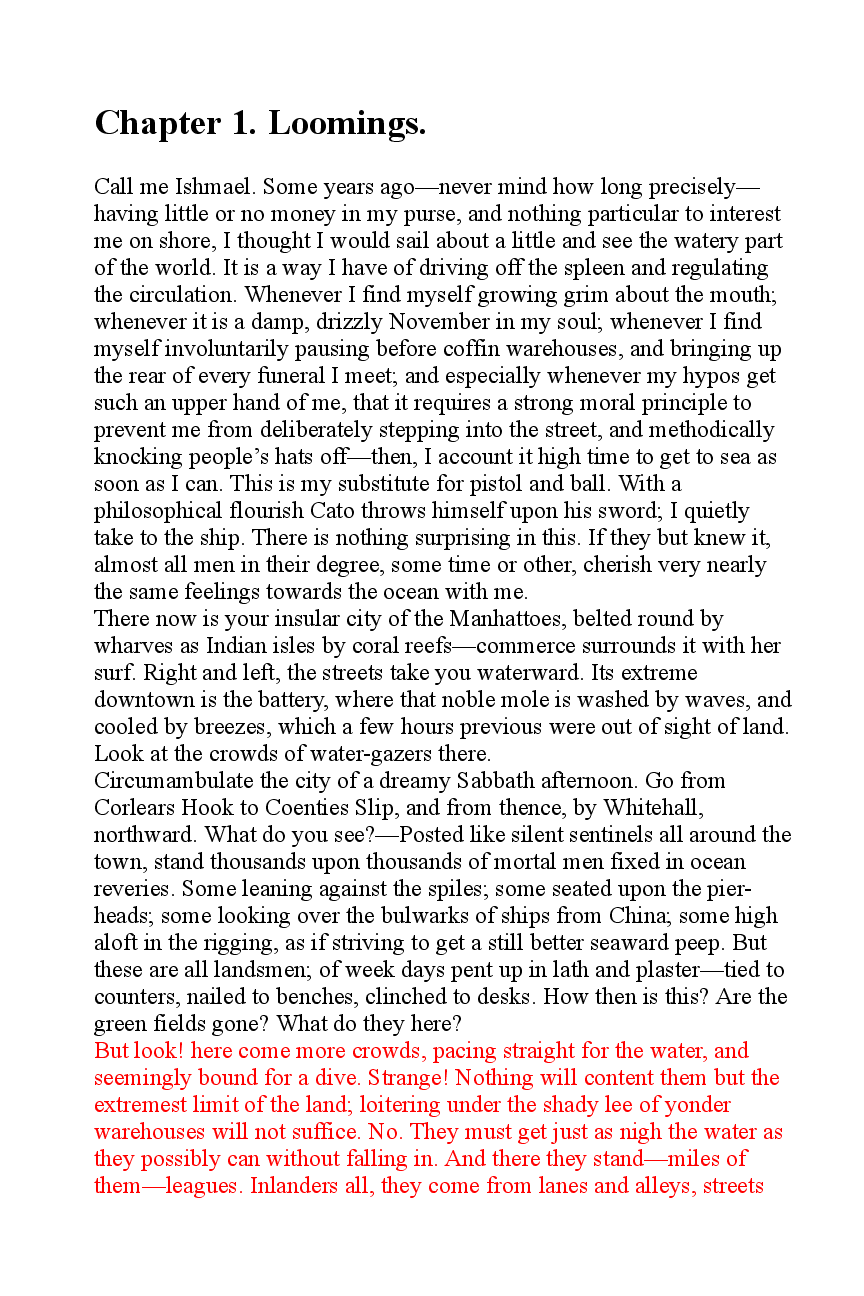 Chapter 1. Loomings.
Call me Ishmael. Some years ago—never mind how long precisely—
having little or no money in my purse, and nothing particular to interest
me on shore, I thought I would sail about a little and see the watery part
of the world. It is a way I have of driving off the spleen and regulating
the circulation. Whenever I find myself growing grim about the mouth;
whenever it is a damp, drizzly November in my soul; whenever I find
myself involuntarily pausing before coffin warehouses, and bringing up
the rear of every funeral I meet; and especially whenever my hypos get
such an upper hand of me, that it requires a strong moral principle to
prevent me from deliberately stepping into the street, and methodically
knocking people’s hats off—then, I account it high time to get to sea as
soon as I can. This is my substitute for pistol and ball. With a
philosophical flourish Cato throws himself upon his sword; I quietly
take to the ship. There is nothing surprising in this. If they but knew it,
almost all men in their degree, some time or other, cherish very nearly
the same feelings towards the ocean with me.
There now is your insular city of the Manhattoes, belted round by
wharves as Indian isles by coral reefs—commerce surrounds it with her
surf. Right and left, the streets take you waterward. Its extreme
downtown is the battery, where that noble mole is washed by waves, and
cooled by breezes, which a few hours previous were out of sight of land.
Look at the crowds of water-gazers there.
Circumambulate the city of a dreamy Sabbath afternoon. Go from
Corlears Hook to Coenties Slip, and from thence, by Whitehall,
northward. What do you see?—Posted like silent sentinels all around the
town, stand thousands upon thousands of mortal men fixed in ocean
reveries. Some leaning against the spiles; some seated upon the pier-
heads; some looking over the bulwarks of ships from China; some high
aloft in the rigging, as if striving to get a still better seaward peep. But
these are all landsmen; of week days pent up in lath and plaster—tied to
counters, nailed to benches, clinched to desks. How then is this? Are the
green fields gone? What do they here?
But look! here come more crowds, pacing straight for the water, and
seemingly bound for a dive. Strange! Nothing will content them but the
extremest limit of the land; loitering under the shady lee of yonder
warehouses will not suffice. No. They must get just as nigh the water as
they possibly can without falling in. And there they stand—miles of
them—leagues. Inlanders all, they come from lanes and alleys, streets